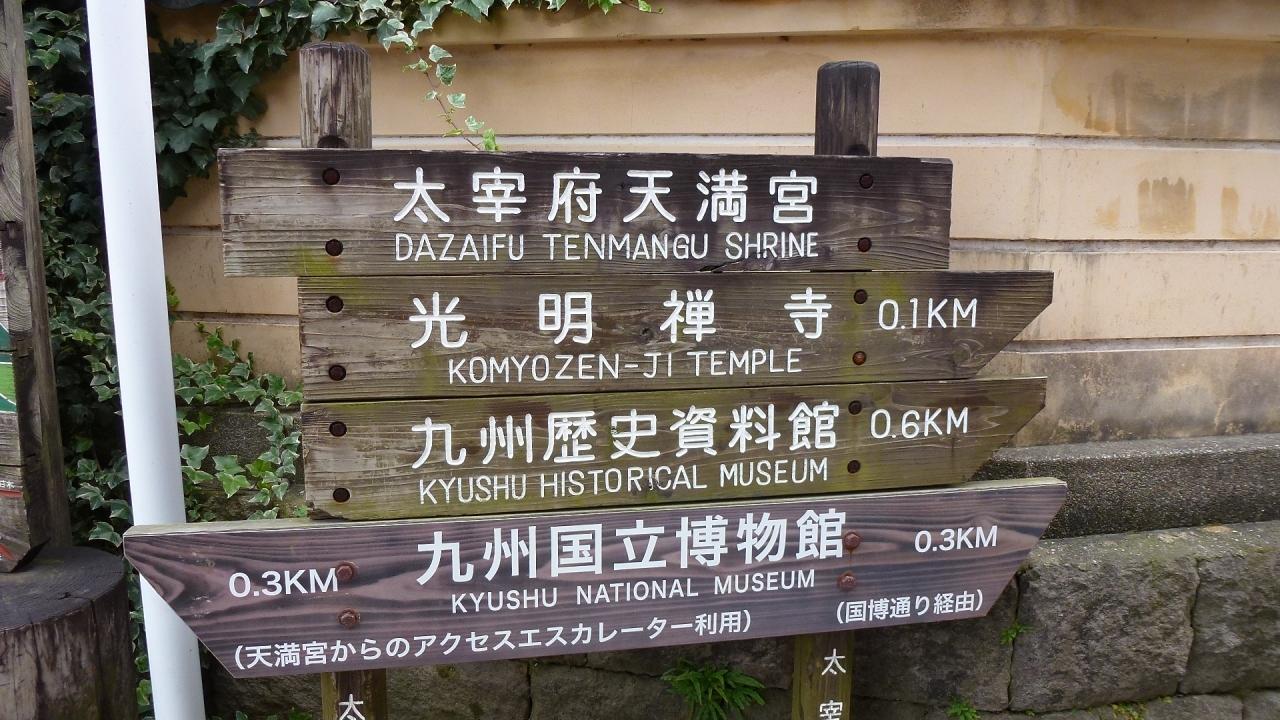 太宰府天満宮
DAZAIFU TENMANGU SHRINE
光明禅寺 0.1KM
KOMYOZEN-JI TEMPLE
九州歴史資料館 0.6KM
KYUSHU HISTORICAL MUSEUM
0.3KM 九州国立博物館 0.3KM
KYUSHU NATIONAL MUSEUM
(天満宮からのアクセスエスカレーター利用) (国博通り経由)
太
太宰